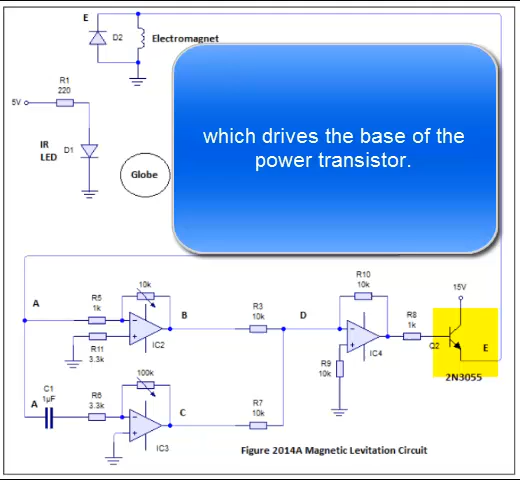 E
D2
Electromagnet
R1
220
5V
IR
LED
D1
Globe
which drives the base of the
power transistor.
A
R5
1k
10k
R11
3.3k
IC2
B
R3
10k
D
R10
10k
R8
1k
15V
Q2
E
2N3055
R9
10k
IC4
A
C1
1µF
R6
3.3k
100k
IC3
C
R7
10k
Figure 2014A Magnetic Levitation Circuit